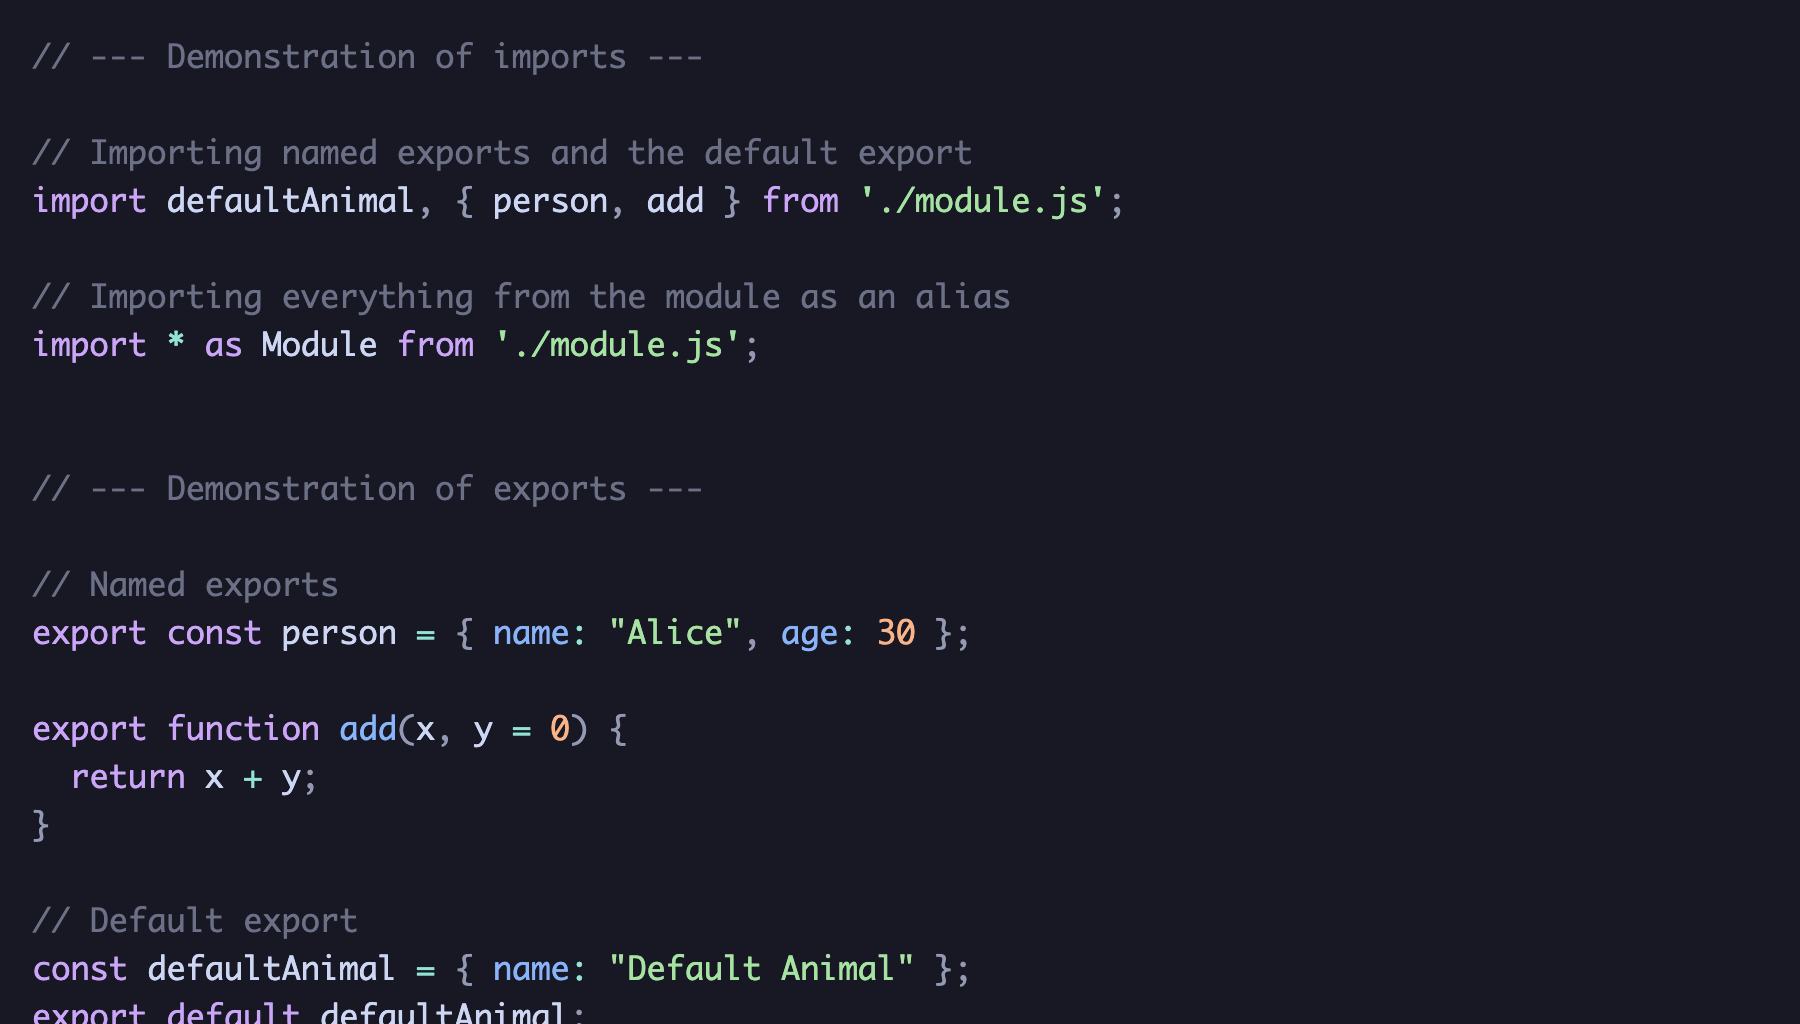 // --- Demonstration of imports ---
// Importing named exports and the default export
import defaultAnimal, { person, add } from './module.js';
// Importing everything from the module as an alias
import * as Module from './module.js';
// --- Demonstration of exports ---
// Named exports
export const person = { name: "Alice", age: 30 };
export function add(x, y = 0) {
  return x + y;
}
// Default export
const defaultAnimal = { name: "Default Animal" };
export default defaultAnimal;